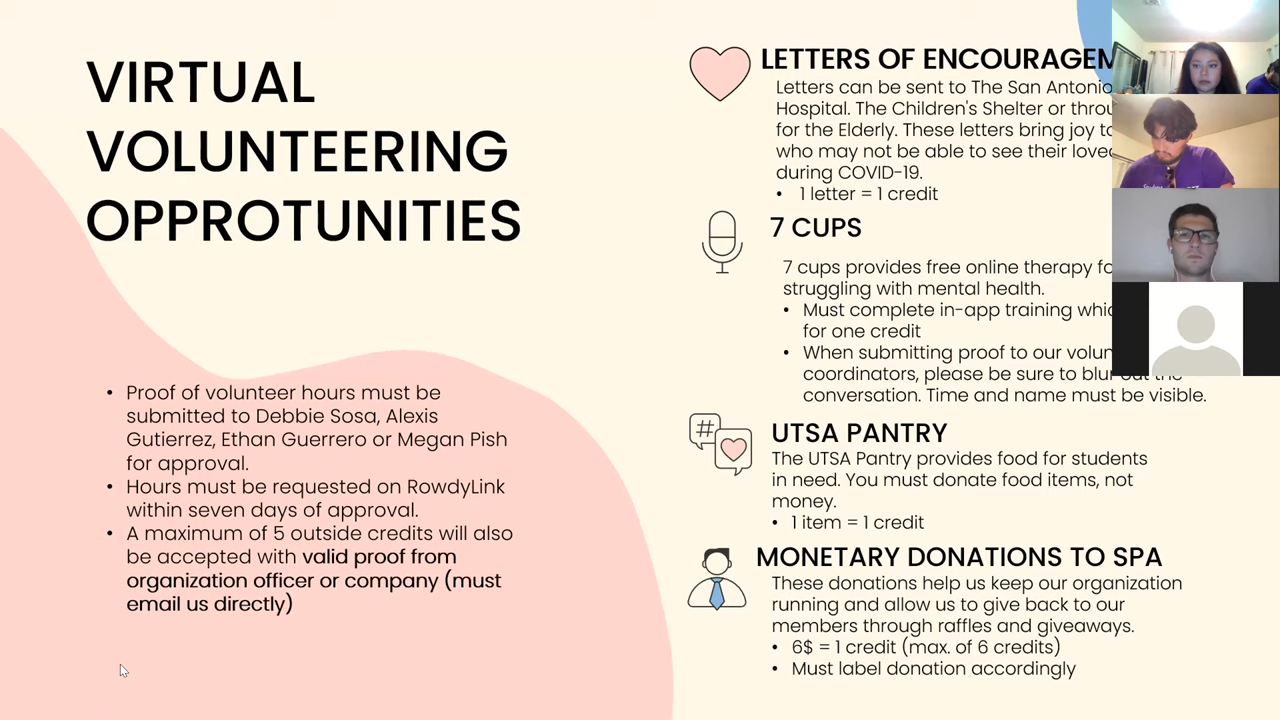 VIRTUAL
VOLUNTEERING
OPPROTUNITIES
• Proof of volunteer hours must be
submitted to Debbie Sosa, Alexis
Gutierrez, Ethan Guerrero or Megan Pish
for approval.
• Hours must be requested on RowdyLink
within seven days of approval.
• A maximum of 5 outside credits will also
be accepted with valid proof from
organization officer or company (must
email us directly)
LETTERS OF ENCOURAGEM
Letters can be sent to The San Antonio
Hospital. The Children's Shelter or throu
for the Elderly. These letters bring joy to
who may not be able to see their loved
during COVID-19.
• 1 letter = 1 credit
7 CUPS
7 cups provides free online therapy fo
struggling with mental health.
• Must complete in-app training whic
for one credit
• When submitting proof to our volun
coordinators, please be sure to blur out the
conversation. Time and name must be visible.
#
UTSA PANTRY
The UTSA Pantry provides food for students
in need. You must donate food items, not
money.
• 1 item = 1 credit
MONETARY DONATIONS TO SPA
These donations help us keep our organization
running and allow us to give back to our
members through raffles and giveaways.
• 6$ = 1 credit (max. of 6 credits)
• Must label donation accordingly